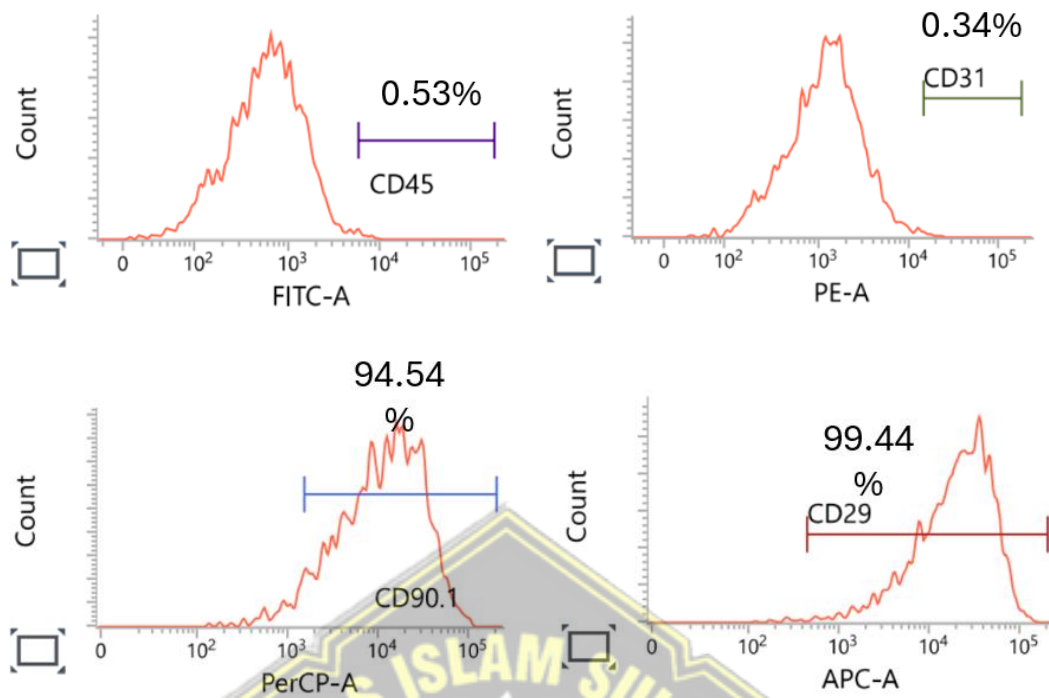 0.53%
CD45
Count
0 10² 10³ 10⁴ 10⁵
FITC-A
0.34%
CD31
Count
0 10² 10³ 10⁴ 10⁵
PE-A
94.54
%
CD90.1
Count
0 10² 10³ 10⁴ 10⁵
PerCP-A
99.44
%
CD29
Count
0 10² 10³ 10⁴ 10⁵
APC-A
ISLAM